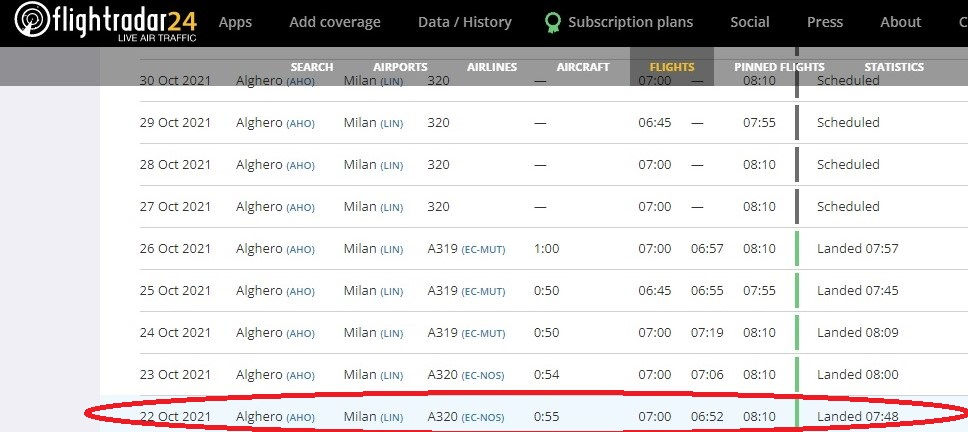 flightradar24
LIVE AIR TRAFFIC
Apps Add coverage Data / History Subscription plans Social Press About C
SEARCH AIRPORTS AIRLINES AIRCRAFT FLIGHTS PINNED FLIGHTS STATISTICS
30 Oct 2021 Alghero (AHO) Milan (LIN) 320 — 07:00 — 08:10 Scheduled
29 Oct 2021 Alghero (AHO) Milan (LIN) 320 — 06:45 — 07:55 Scheduled
28 Oct 2021 Alghero (AHO) Milan (LIN) 320 — 07:00 — 08:10 Scheduled
27 Oct 2021 Alghero (AHO) Milan (LIN) 320 — 07:00 — 08:10 Scheduled
26 Oct 2021 Alghero (AHO) Milan (LIN) A319 (EC-MUT) 1:00 07:00 06:57 08:10 Landed 07:57
25 Oct 2021 Alghero (AHO) Milan (LIN) A319 (EC-MUT) 0:50 06:45 06:55 07:55 Landed 07:45
24 Oct 2021 Alghero (AHO) Milan (LIN) A319 (EC-MUT) 0:50 07:00 07:19 08:10 Landed 08:09
23 Oct 2021 Alghero (AHO) Milan (LIN) A320 (EC-NOS) 0:54 07:00 07:06 08:10 Landed 08:00
22 Oct 2021 Alghero (AHO) Milan (LIN) A320 (EC-NOS) 0:55 07:00 06:52 08:10 Landed 07:48